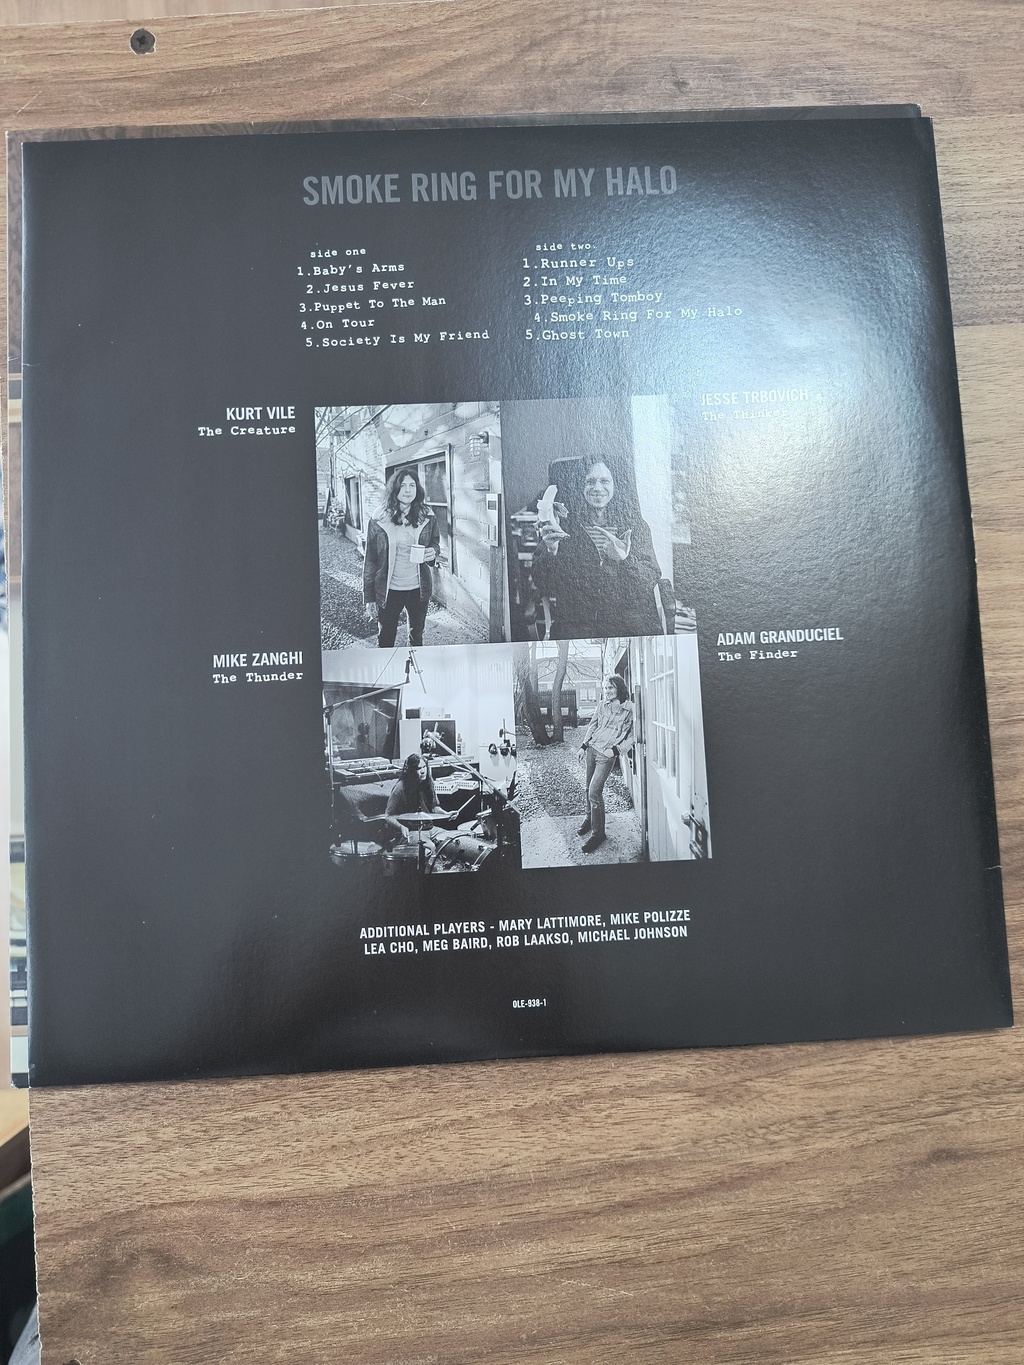 SMOKE RING FOR MY HALO
side one
1.Baby's Arms
2.Jesus Fever
3.Puppet To The Man
4.On Tour
5.Society Is My Friend
side two
1.Runner Ups
2.In My Time
3.Peeping Tomboy
4.Smoke Ring For My Halo
5.Ghost Town
KURT VILE
The Creature
JESSE TRBOVICH
The Thinker
MIKE ZANGHI
The Thunder
ADAM GRANDUCIEL
The Finder
ADDITIONAL PLAYERS - MARY LATTIMORE, MIKE POLIZZE
LEA CHO, MEG BAIRD, ROB LAAKSO, MICHAEL JOHNSON
OLE-938-1